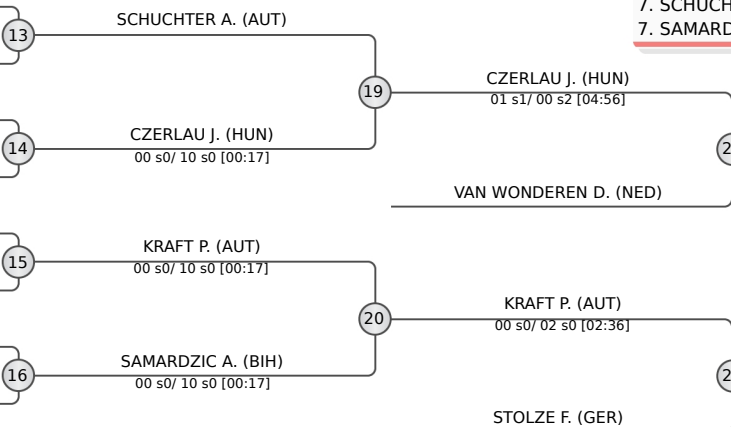 7. SCHUCH
7. SAMARD
SCHUCHTER A. (AUT)
13
19
CZERLAU J. (HUN)
01 s1/ 00 s2 [04:56]
CZERLAU J. (HUN)
14
00 s0/ 10 s0 [00:17]
2
VAN WONDEREN D. (NED)
KRAFT P. (AUT)
15
00 s0/ 10 s0 [00:17]
20
KRAFT P. (AUT)
00 s0/ 02 s0 [02:36]
SAMARDZIC A. (BIH)
16
00 s0/ 10 s0 [00:17]
2
STOLZE F. (GER)